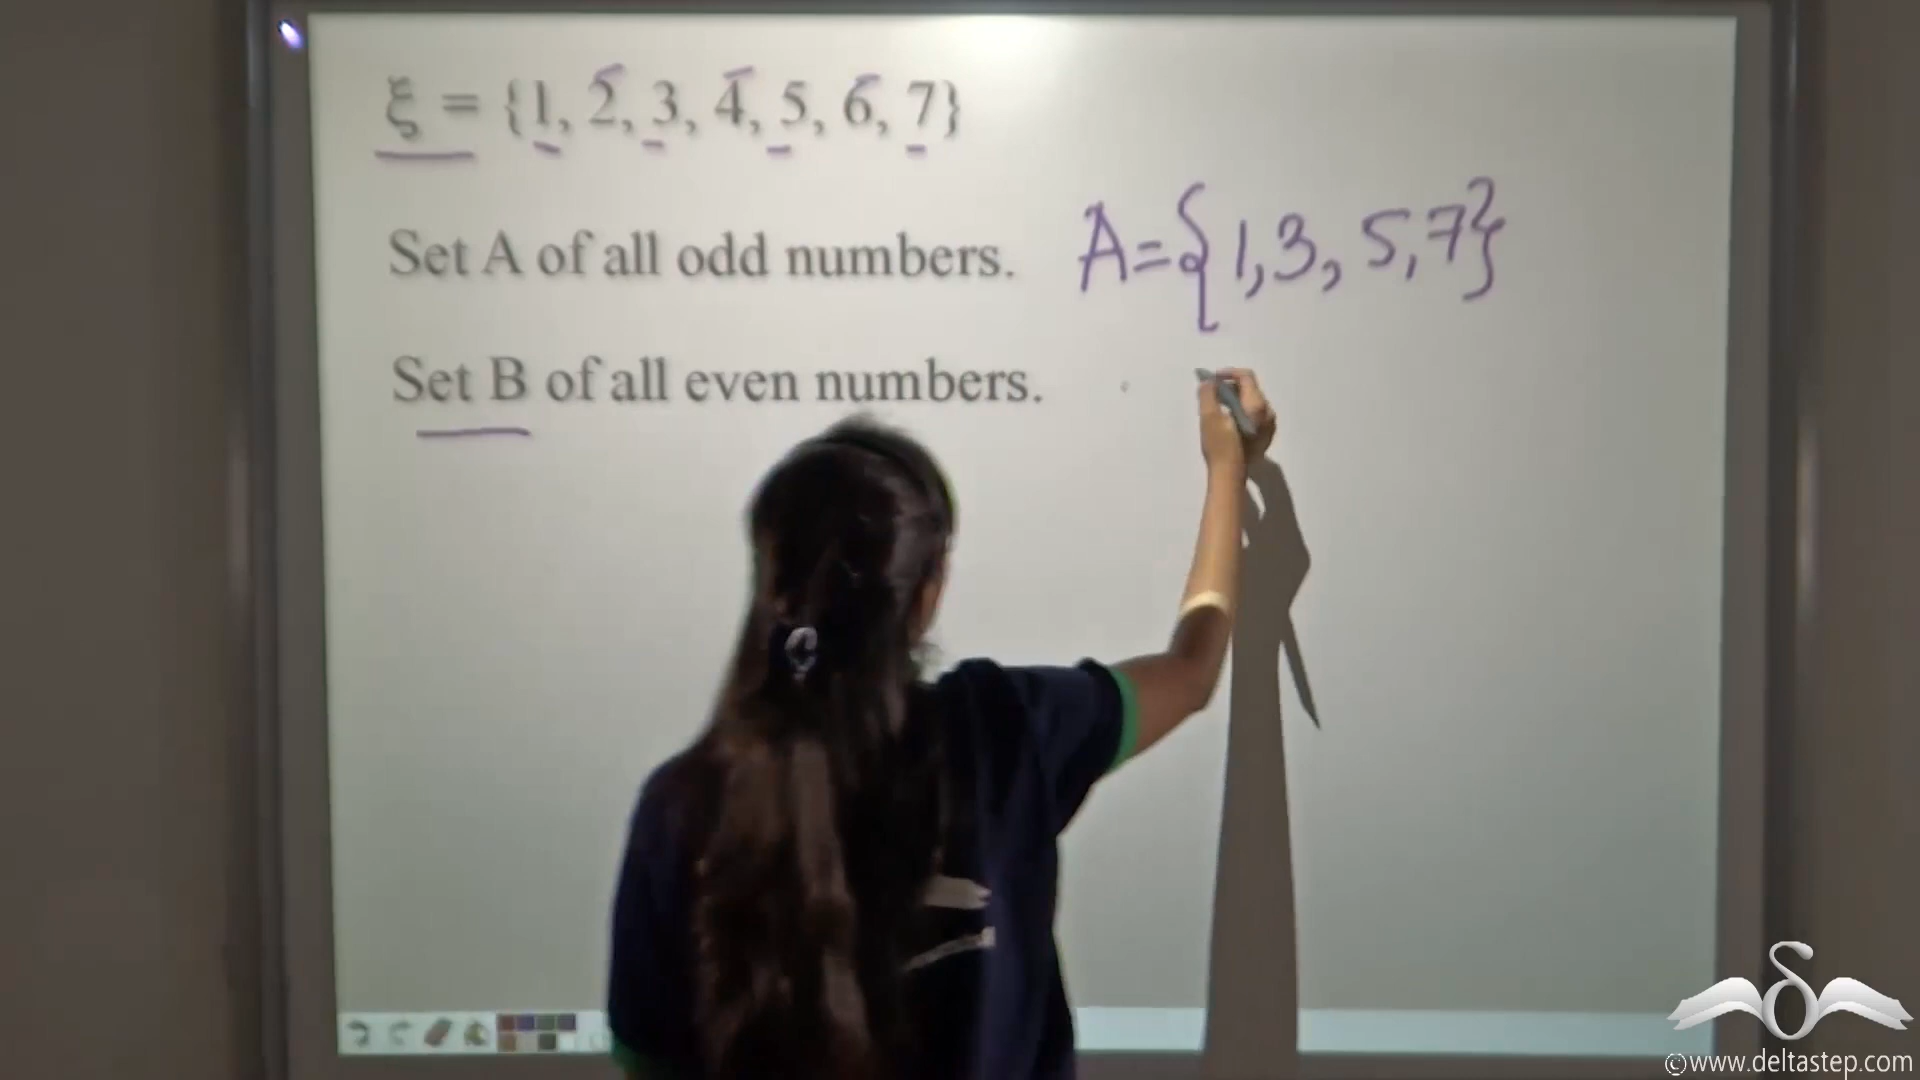 ξ = {1, 2, 3, 4, 5, 6, 7}
Set A of all odd numbers. A={1,3, 5,7}
Set B of all even numbers.
©www.deltastep.com